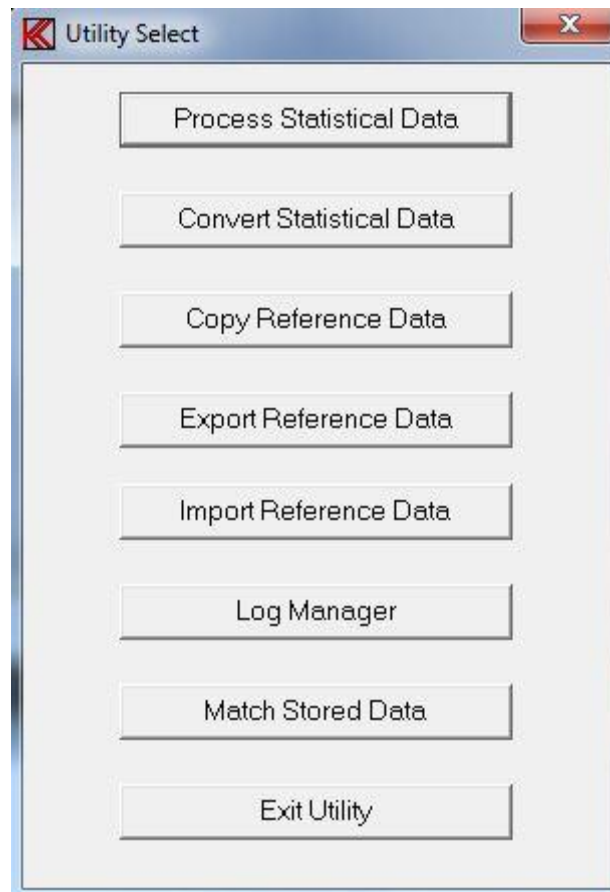 Utility Select
Process Statistical Data
Convert Statistical Data
Copy Reference Data
Export Reference Data
Import Reference Data
Log Manager
Match Stored Data
Exit Utility